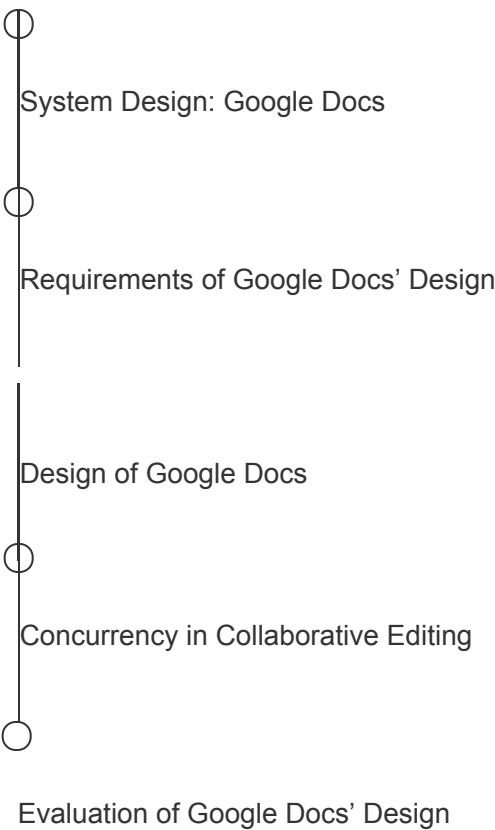 System Design: Google Docs
Requirements of Google Docs’ Design
Design of Google Docs
Concurrency in Collaborative Editing
Evaluation of Google Docs’ Design